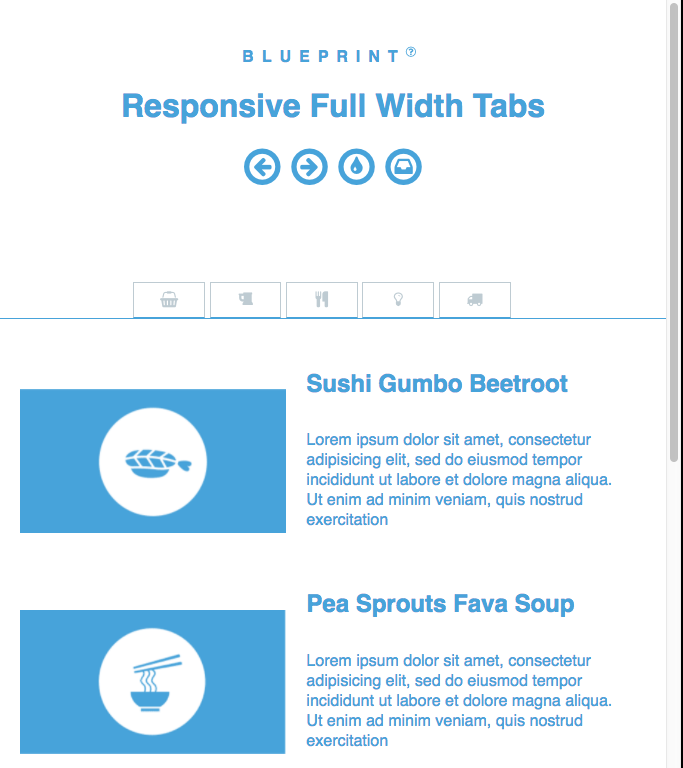 BLUEPRINT?
Responsive Full Width Tabs
Sushi Gumbo Beetroot
Lorem ipsum dolor sit amet, consectetur
adipisicing elit, sed do eiusmod tempor
incididunt ut labore et dolore magna aliqua.
Ut enim ad minim veniam, quis nostrud
exercitation
Pea Sprouts Fava Soup
Lorem ipsum dolor sit amet, consectetur
adipisicing elit, sed do eiusmod tempor
incididunt ut labore et dolore magna aliqua.
Ut enim ad minim veniam, quis nostrud
exercitation